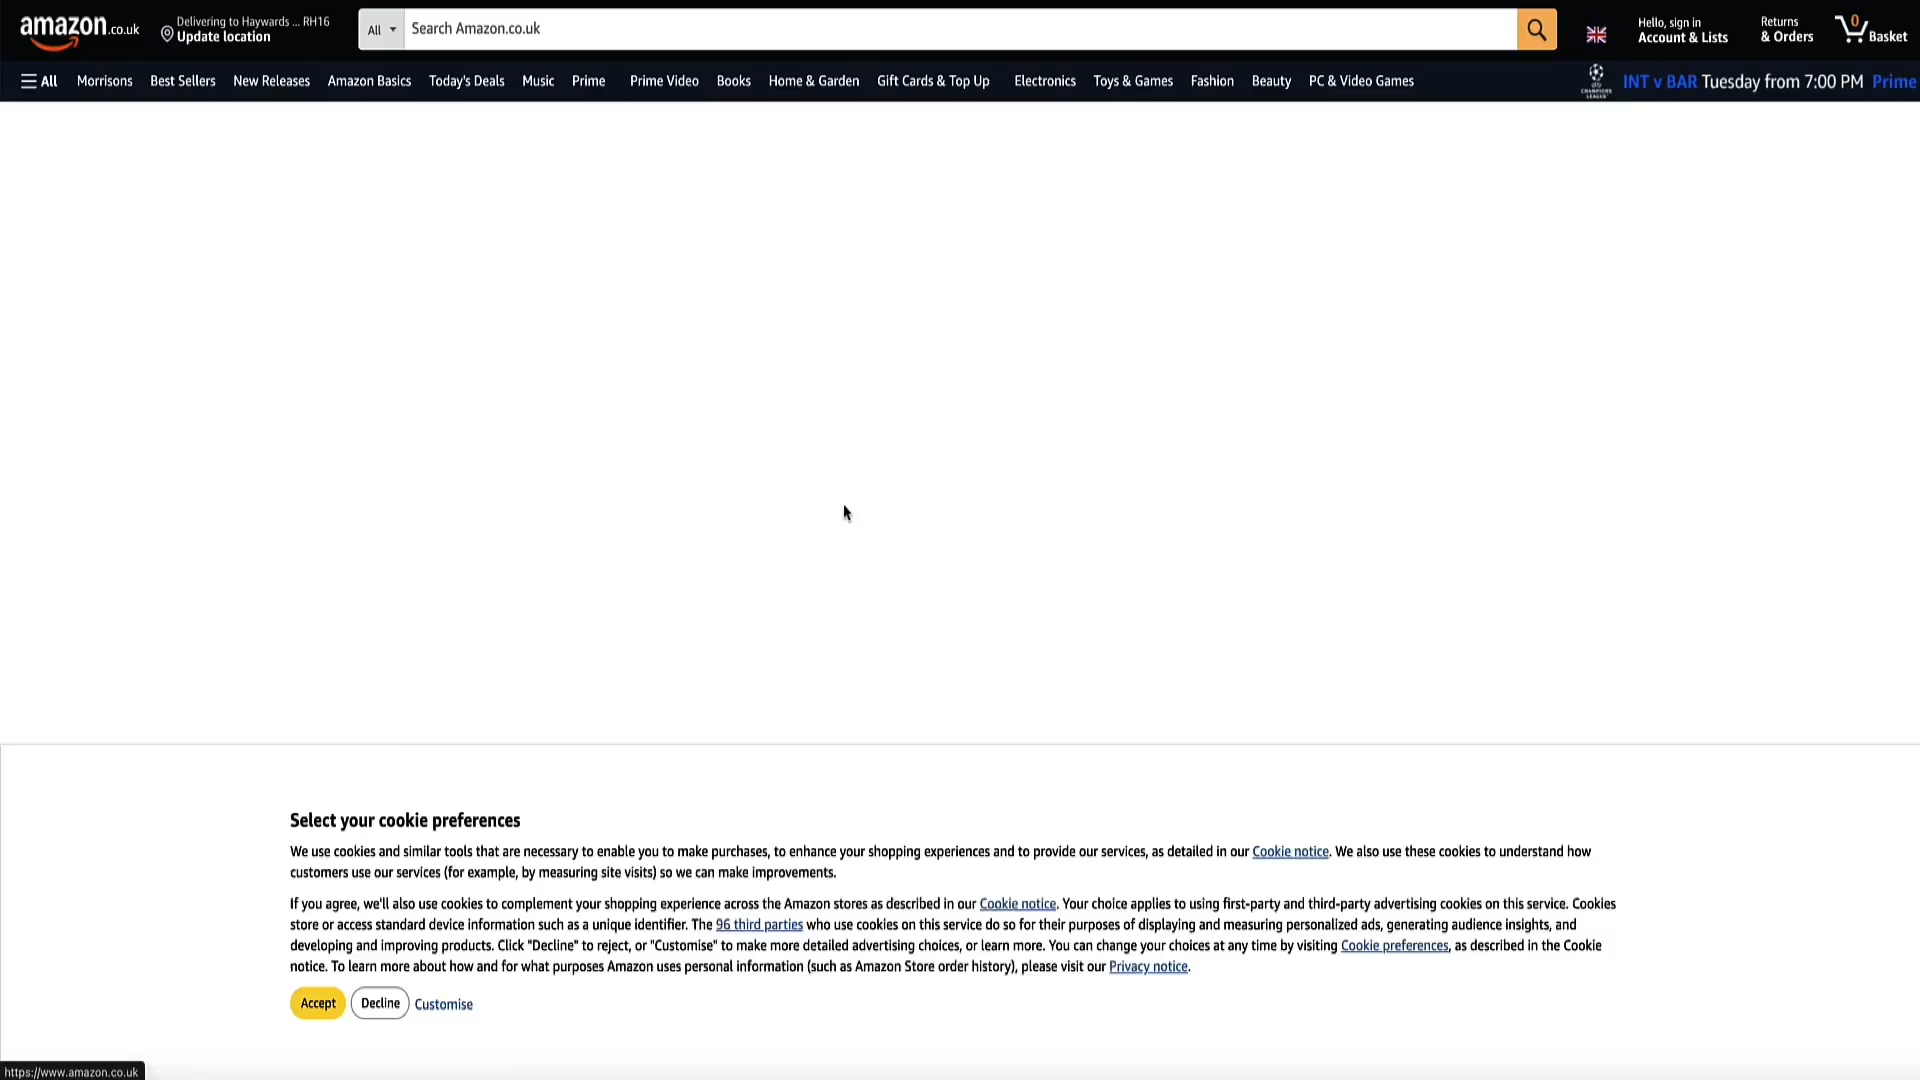 amazon.co.uk
Delivering to Haywards ... RH16
Update location
All
Search Amazon.co.uk
Hello, sign in
Account & Lists
Returns
& Orders
0
Basket
All Morrisons Best Sellers New Releases Amazon Basics Today's Deals Music Prime Prime Video Books Home & Garden Gift Cards & Top Up Electronics Toys & Games Fashion Beauty PC & Video Games
CHAMPIONS
LEAGUE
INT v BAR Tuesday from 7:00 PM Prime
Select your cookie preferences
We use cookies and similar tools that are necessary to enable you to make purchases, to enhance your shopping experiences and to provide our services, as detailed in our Cookie notice. We also use these cookies to understand how
customers use our services (for example, by measuring site visits) so we can make improvements.
If you agree, we'll also use cookies to complement your shopping experience across the Amazon stores as described in our Cookie notice. Your choice applies to using first-party and third-party advertising cookies on this service. Cookies
store or access standard device information such as a unique identifier. The 96 third parties who use cookies on this service do so for their purposes of displaying and measuring personalized ads, generating audience insights, and
developing and improving products. Click "Decline" to reject, or "Customise" to make more detailed advertising choices, or learn more. You can change your choices at any time by visiting Cookie preferences, as described in the Cookie
notice. To learn more about how and for what purposes Amazon uses personal information (such as Amazon Store order history), please visit our Privacy notice.
Accept Decline Customise
https://www.amazon.co.uk